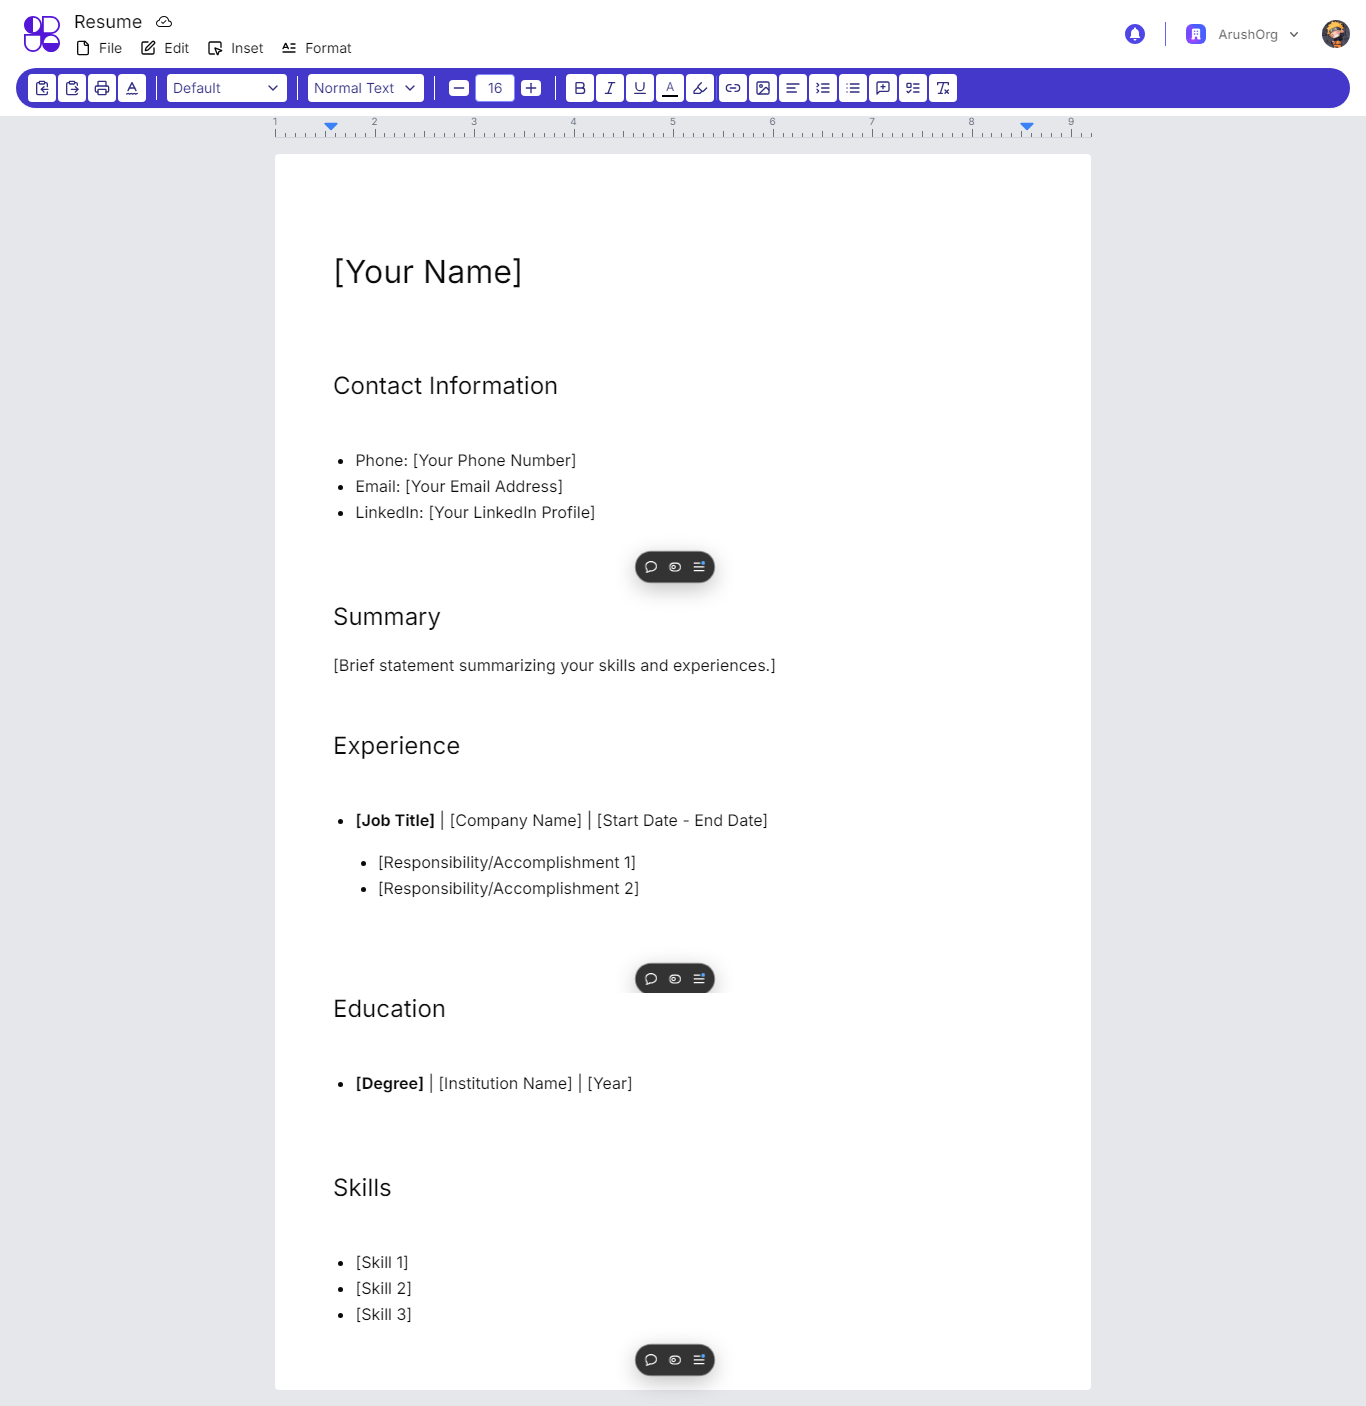 Resume
File Edit Inset Format
ArushOrg
Default Normal Text 16 A
1 2 3 4 5 6 7 8 9
[Your Name]
Contact Information
Phone: [Your Phone Number]
Email: [Your Email Address]
LinkedIn: [Your LinkedIn Profile]
Summary
[Brief statement summarizing your skills and experiences.]
Experience
[Job Title] | [Company Name] | [Start Date - End Date]
[Responsibility/Accomplishment 1]
[Responsibility/Accomplishment 2]
Education
[Degree] | [Institution Name] | [Year]
Skills
[Skill 1]
[Skill 2]
[Skill 3]